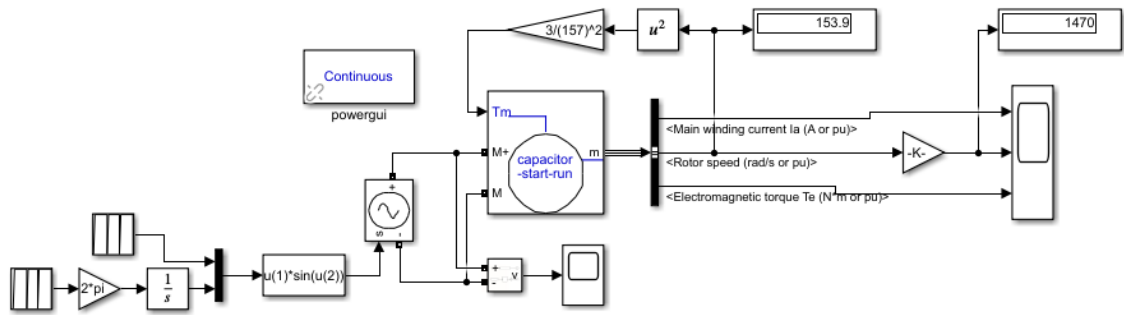 3/(157)^2
u²
153.9
1470
Continuous
powergui
Tm
M+
M
m
capacitor
-start-run
<Main winding current Ia (A or pu)>
<Rotor speed (rad/s or pu)>
<Electromagnetic torque Te (N*m or pu)>
-K-
+
s
-
2*pi
1
s
u(1)*sin(u(2))
+
-
v